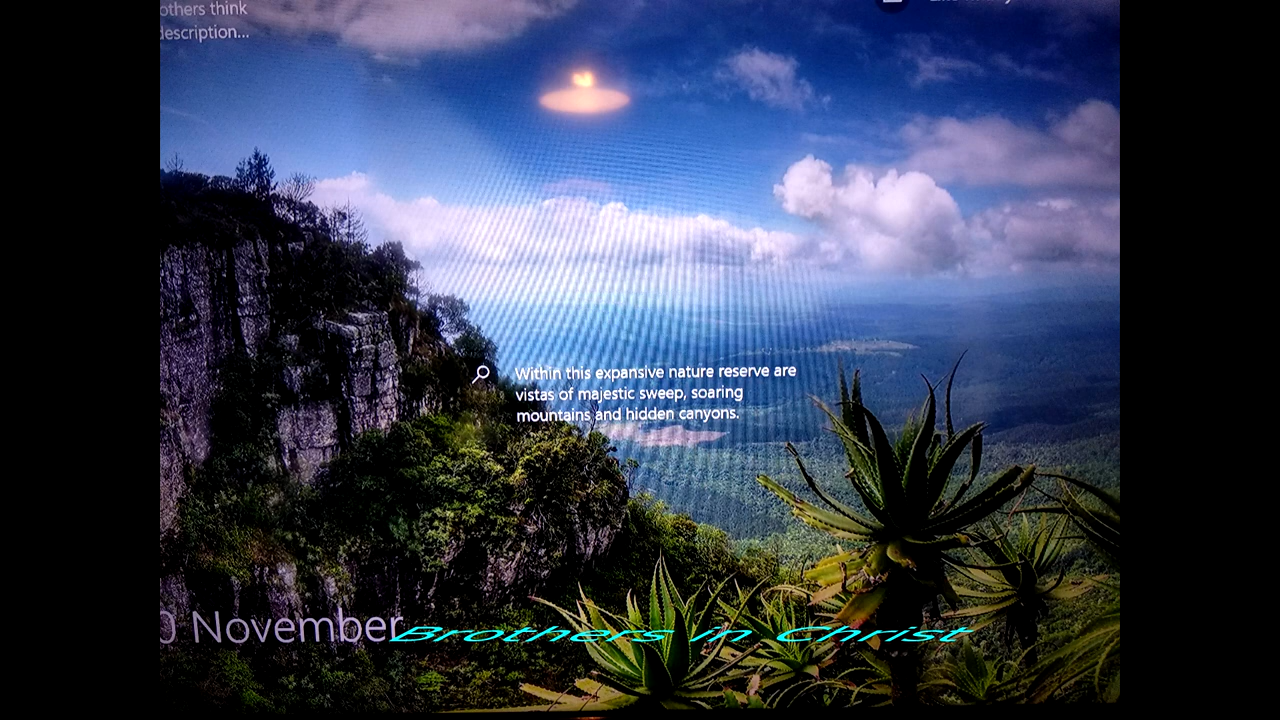 others think
description...
Within this expansive nature reserve are
vistas of majestic sweep, soaring
mountains and hidden canyons.
0 November
Brothers in Christ